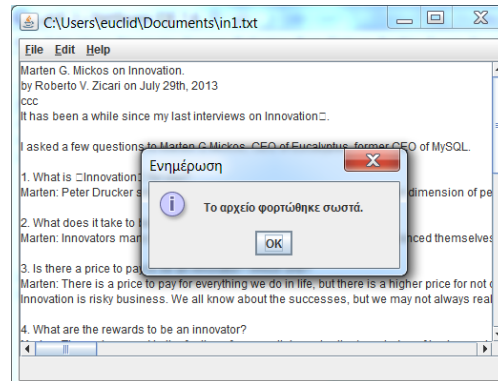 C:\Users\euclid\Documents\in1.txt
File Edit Help
Marten G. Mickos on Innovation.
by Roberto V. Zicari on July 29th, 2013
ccc
It has been a while since my last interviews on Innovation□.
I asked a few questions to Marten G Mickos, CEO of Eucalyptus, former CEO of MySQL.
Ενημέρωση
1. What is □Innovation
Marten: Peter Drucker dimension of
Το αρχείο φορτώθηκε σωστά.
2. What does it take to
Marten: Innovators themselves
OK
3. Is there a price to
Marten: There is a price to pay for everything we do in life, but there is a higher price for not
Innovation is risky business. We all know about the successes, but we may not always
4. What are the rewards to be an innovator?